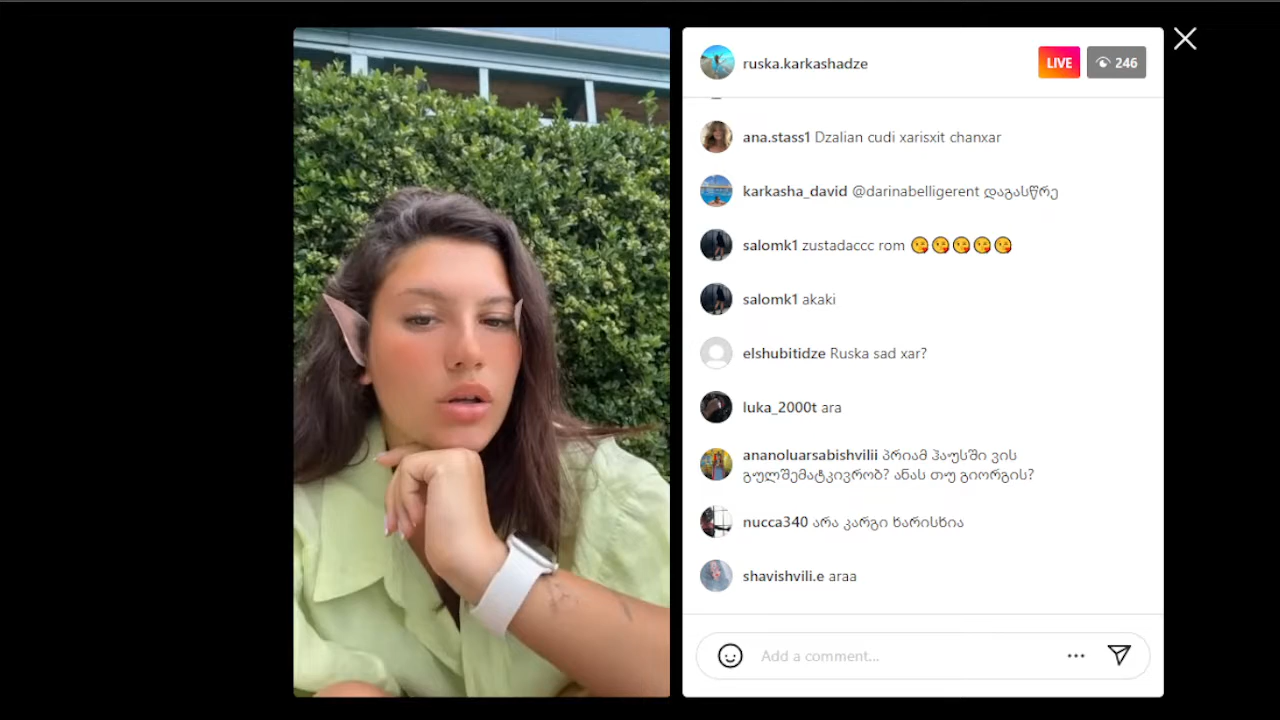 ruska.karkashadze
LIVE
246
ana.stass1 Dzalian cudi xarisxit chanxar
karkasha_david @darinabelligerent დაგასწრე
salomk1 zustadaccc rom 😘😘😘😘😘
salomk1 akaki
elshubitidze Ruska sad xar?
luka_2000t ara
ananoluarsabishvilii პრიამ ჰაუსში ვის
გულშემატკივრობ? ანას თუ გიორგის?
nucca340 არა კარგი ხარისხია
shavishvili.e araa
Add a comment...